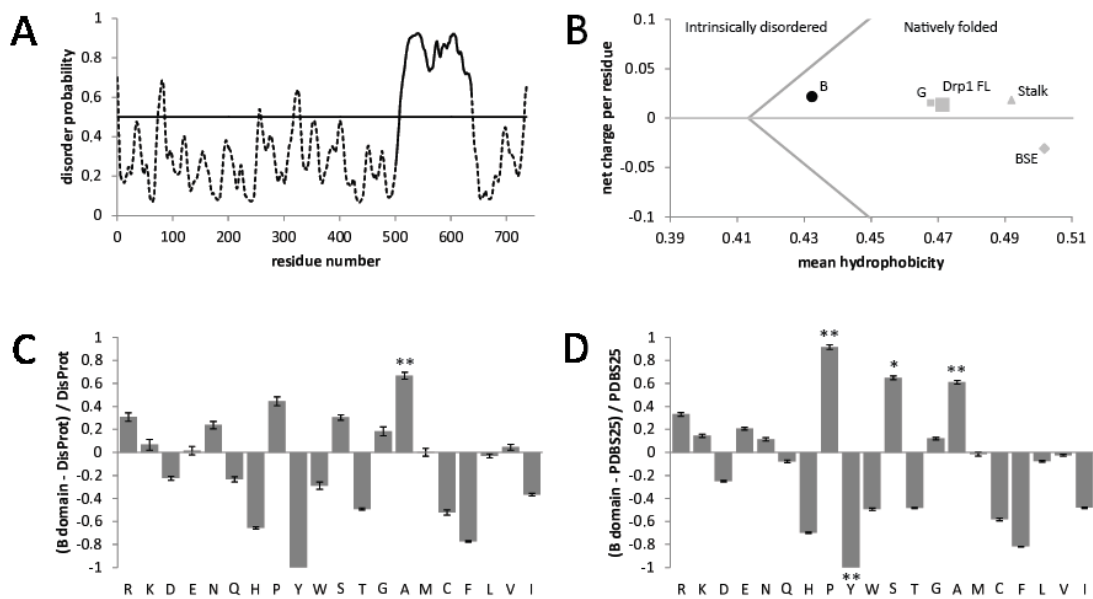 A
disorder probability
1
0.8
0.6
0.4
0.2
0
0 100 200 300 400 500 600 700
residue number
B
Intrinsically disordered Natively folded
net charge per residue
0.1
0.05
0
-0.05
-0.1
B
G
Drp1 FL
Stalk
BSE
0.39 0.41 0.43 0.45 0.47 0.49 0.51
mean hydrophobicity
C
(B domain - DisProt) / DisProt
1
0.8
0.6
0.4
0.2
0
-0.2
-0.4
-0.6
-0.8
-1
**
R K D E N Q H P Y W S T G A M C F L V I
D
(B domain - PDBS25) / PDBS25
1
0.8
0.6
0.4
0.2
0
-0.2
-0.4
-0.6
-0.8
-1
** * **
**
R K D E N Q H P Y W S T G A M C F L V I